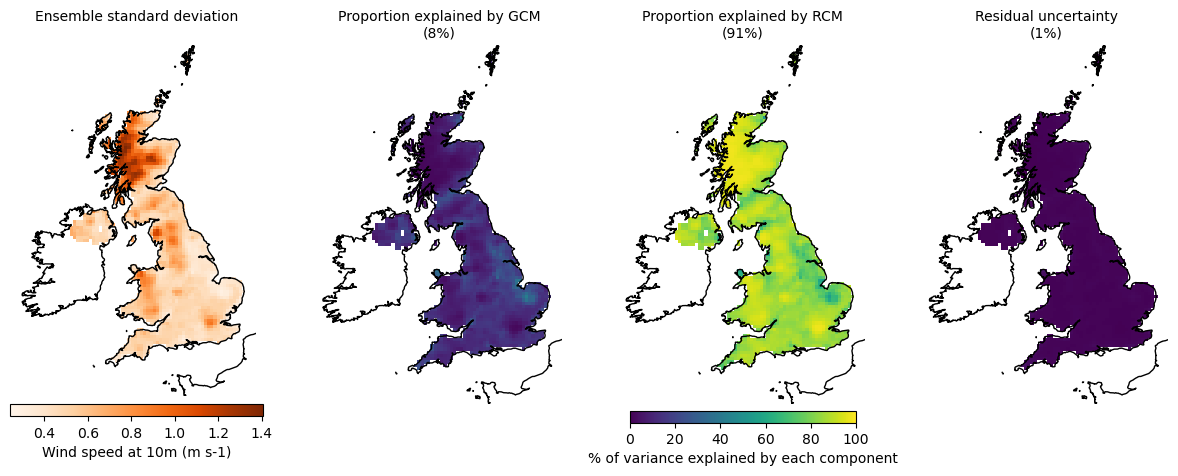 Ensemble standard deviation
Proportion explained by GCM
(8%)
Proportion explained by RCM
(91%)
Residual uncertainty
(1%)
0.4 0.6 0.8 1.0 1.2 1.4
Wind speed at 10m (m s-1)
0 20 40 60 80 100
% of variance explained by each component